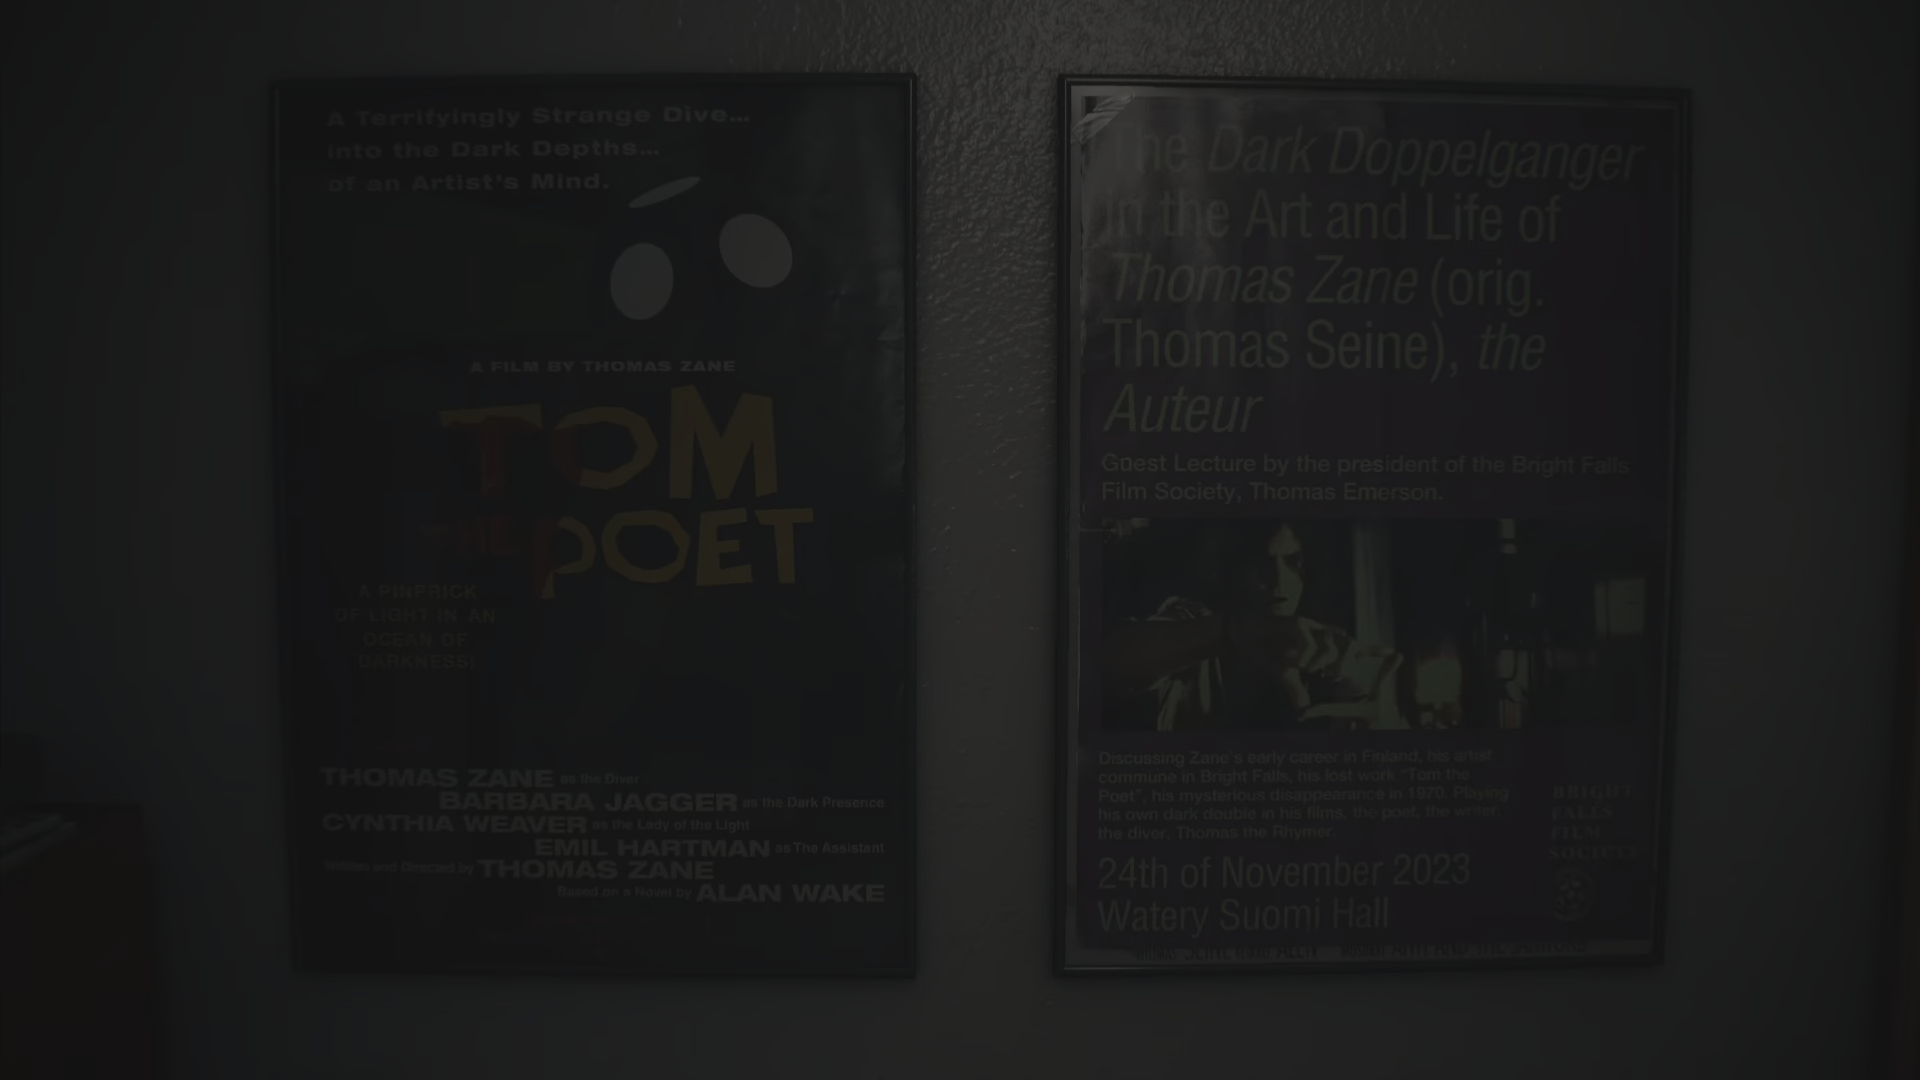 A Terrifyingly Strange Dive...
into the Dark Depths...
of an Artist's Mind.
A FILM BY THOMAS ZANE
TOM
THE POET
A PINPRICK
OF LIGHT IN AN
OCEAN OF
DARKNESS!
THOMAS ZANE as the Diver
BARBARA JAGGER as the Dark Presence
CYNTHIA WEAVER as the Lady of the Light
EMIL HARTMAN as The Assistant
Written and Directed by THOMAS ZANE
Based on a Novel by ALAN WAKE
The Dark Doppelganger
in the Art and Life of
Thomas Zane (orig.
Thomas Seine), the
Auteur
Guest Lecture by the president of the Bright Falls
Film Society, Thomas Emerson.
Discussing Zane's early career in Finland, his artist
commune in Bright Falls, his lost work "Tom the
Poet", his mysterious disappearance in 1970. Playing
his own dark double in his films, the poet, the writer,
the diver, Thomas the Rhymer.
BRIGHT
FALLS
FILM
SOCIETY
24th of November 2023
Watery Suomi Hall